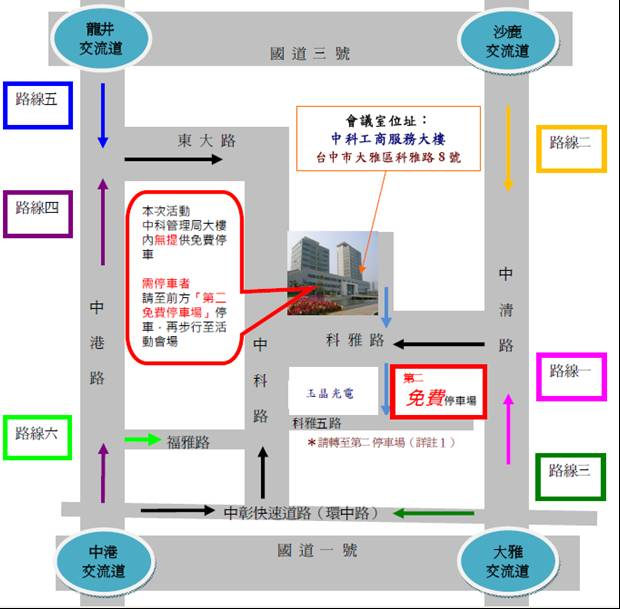 龍井
交流道
國道三號
沙鹿
交流道
路線五
東大路
會議室位址：
中科工商服務大樓
台中市大雅區科雅路8號
路線二
路線四
本次活動
中科管理局大樓
內無提供免費停
車
需停車者
請至前方「第二
免費停車場」停
車，再步行至活
動會場
中港路
中科路
中清路
科雅路
玉晶光電
第二
免費停車場
路線一
科雅五路
＊請轉至第二停車場（詳註1）
路線六
福雅路
路線三
中彰快速道路（環中路）
中港
交流道
國道一號
大雅
交流道